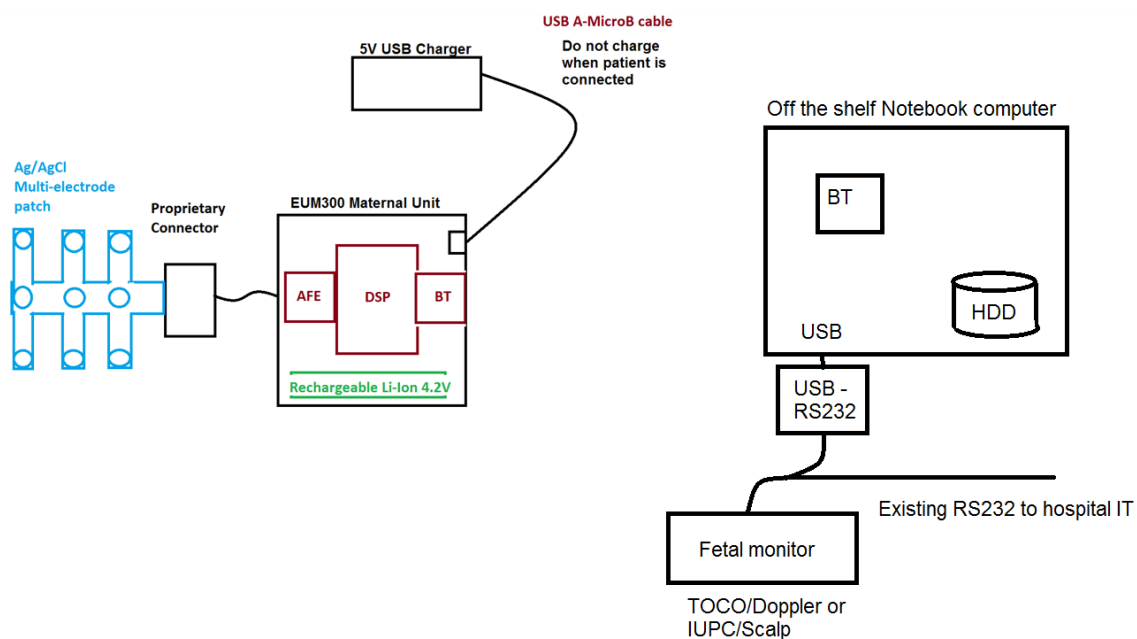 USB A-MicroB cable
Do not charge
when patient is
connected
5V USB Charger
Ag/AgCl
Multi-electrode
patch
Proprietary
Connector
EUM300 Maternal Unit
AFE
DSP
BT
Rechargeable Li-Ion 4.2V
Off the shelf Notebook computer
BT
HDD
USB
USB -
RS232
Existing RS232 to hospital IT
Fetal monitor
TOCO/Doppler or
IUPC/Scalp